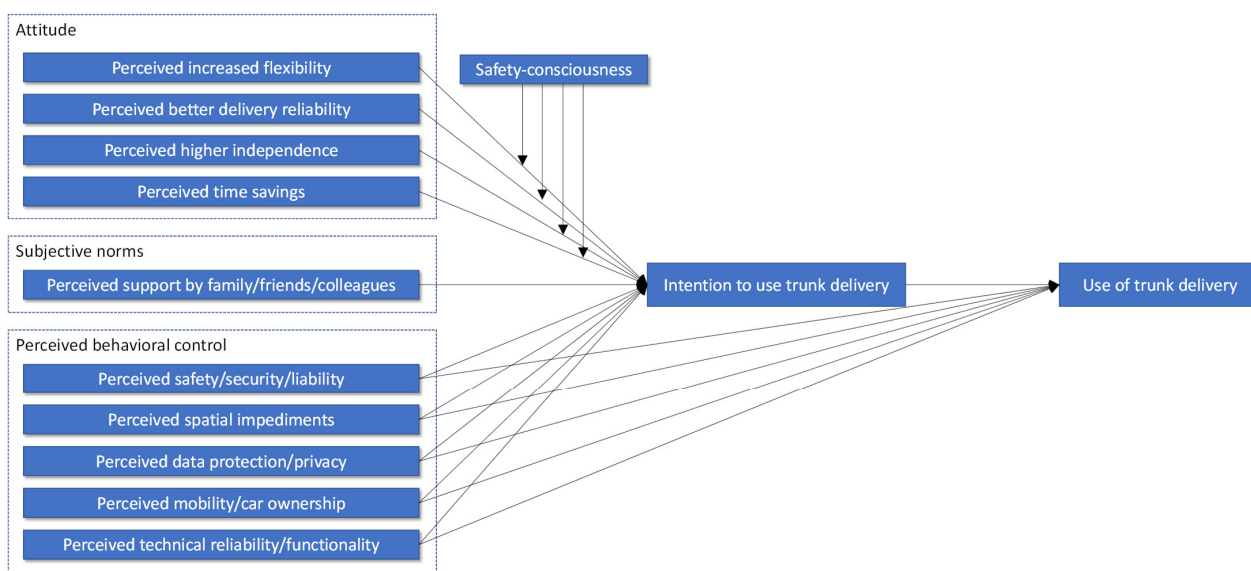 Attitude
Perceived increased flexibility
Perceived better delivery reliability
Perceived higher independence
Perceived time savings
Safety-consciousness
Subjective norms
Perceived support by family/friends/colleagues
Intention to use trunk delivery
Use of trunk delivery
Perceived behavioral control
Perceived safety/security/liability
Perceived spatial impediments
Perceived data protection/privacy
Perceived mobility/car ownership
Perceived technical reliability/functionality